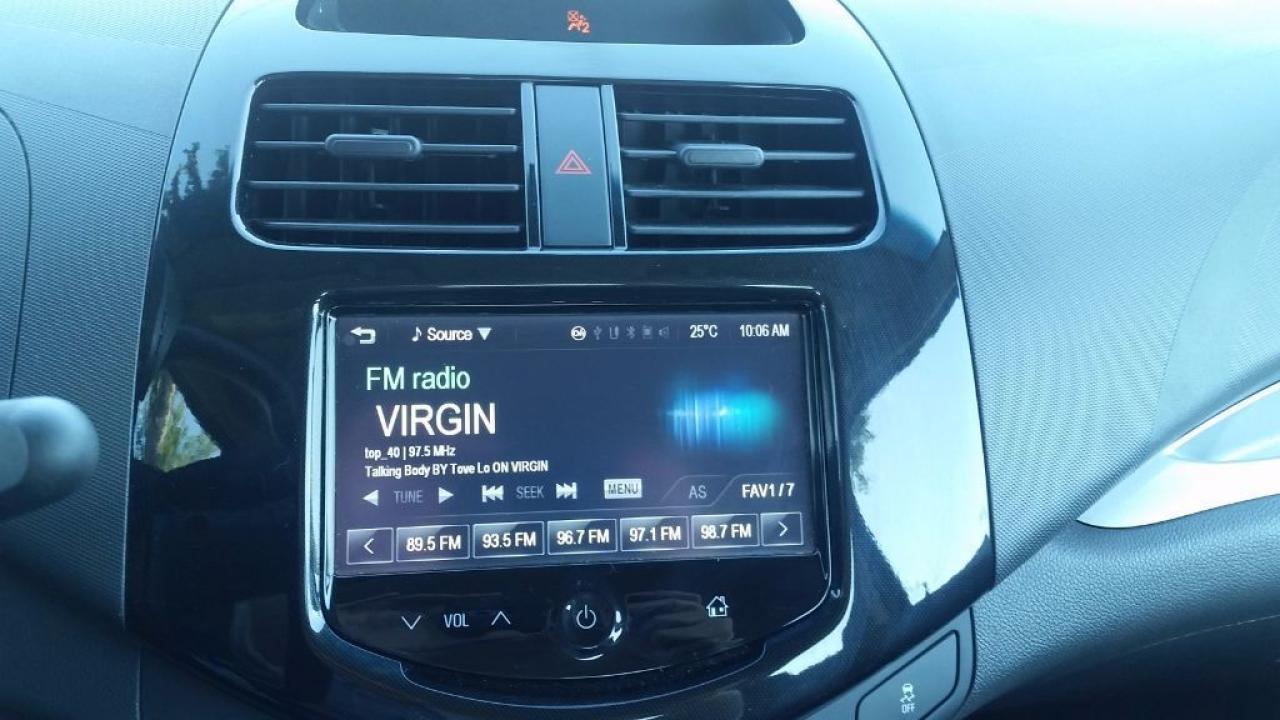 2
Source
25°C
10:06 AM
FM radio
VIRGIN
top_40 | 97.5 MHz
Talking Body BY Tove Lo ON VIRGIN
TUNE
SEEK
MENU
AS
FAV1 / 7
89.5 FM
93.5 FM
96.7 FM
97.1 FM
98.7 FM
VOL
OFF